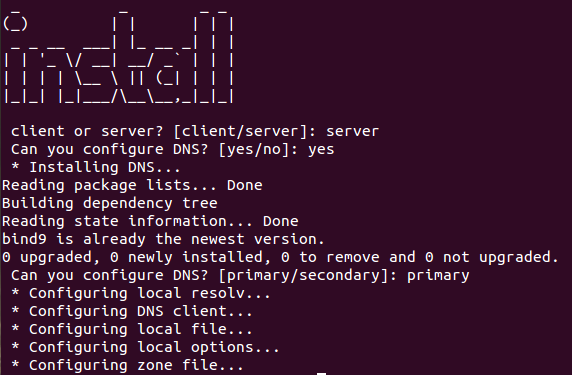 install
client or server? [client/server]: server
Can you configure DNS? [yes/no]: yes
* Installing DNS...
Reading package lists... Done
Building dependency tree
Reading state information... Done
bind9 is already the newest version.
0 upgraded, 0 newly installed, 0 to remove and 0 not upgraded.
Can you configure DNS? [primary/secondary]: primary
* Configuring local resolv...
* Configuring DNS client...
* Configuring local file...
* Configuring local options...
* Configuring zone file...